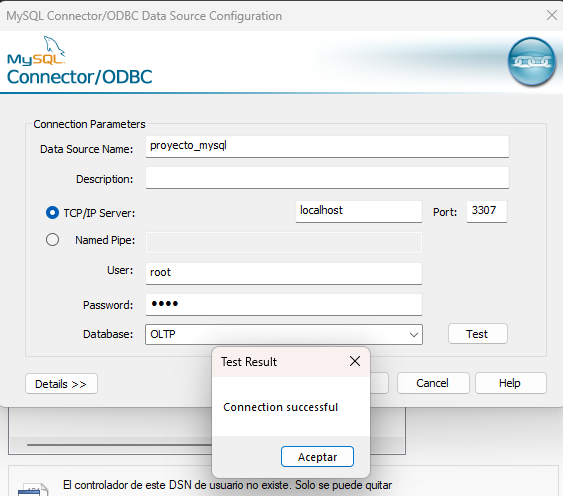 MySQL Connector/ODBC Data Source Configuration
MySQL
Connector/ODBC
Connection Parameters
Data Source Name: proyecto_mysql
Description:
TCP/IP Server: localhost Port: 3307
Named Pipe:
User: root
Password: ●●●●
Database: OLTP Test
Test Result
Details >> Cancel Help
Connection successful
Aceptar
El controlador de este DSN de usuario no existe. Solo se puede quitar